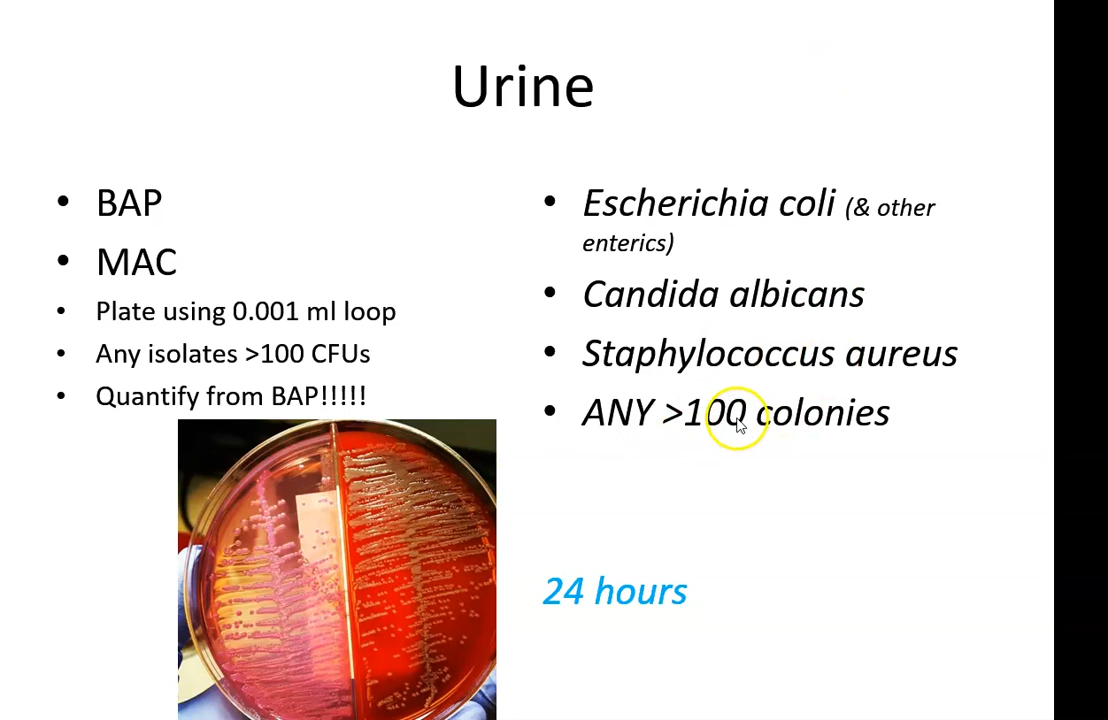 Urine
• BAP
• MAC
• Plate using 0.001 ml loop
• Any isolates >100 CFUs
• Quantify from BAP!!!!!
• Escherichia coli (& other
enterics)
• Candida albicans
• Staphylococcus aureus
• ANY >100 colonies
24 hours